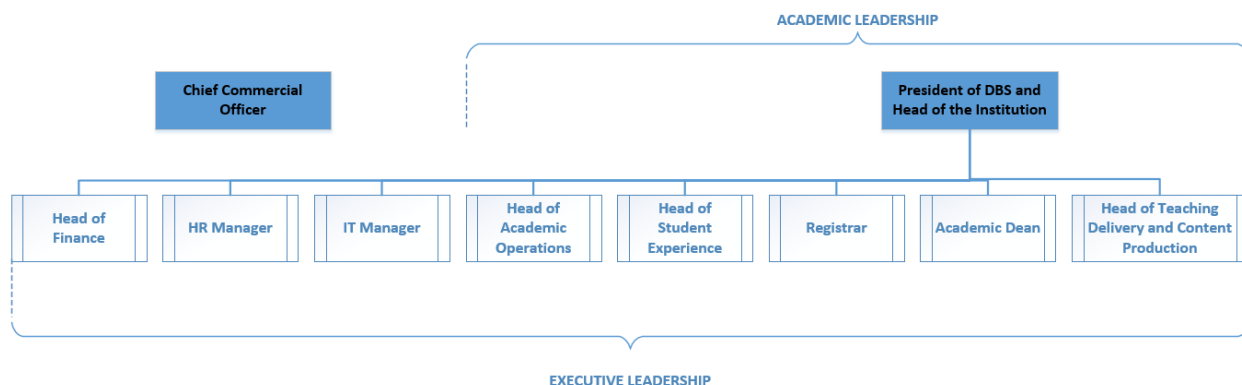 ACADEMIC LEADERSHIP
Chief Commercial
Officer
President of DBS and
Head of the Institution
Head of
Finance
HR Manager
IT Manager
Head of
Academic
Operations
Head of
Student
Experience
Registrar
Academic Dean
Head of Teaching
Delivery and Content
Production
EXECUTIVE LEADERSHIP